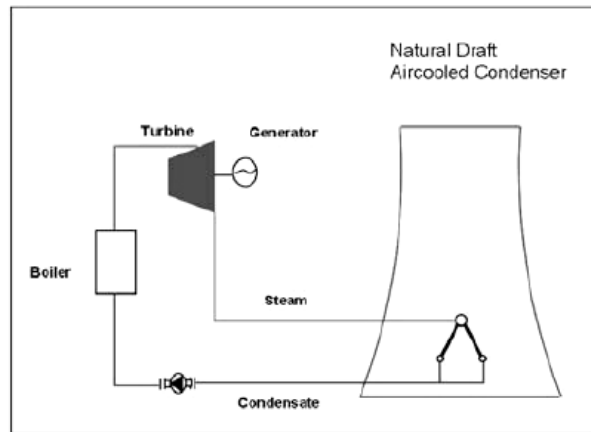 Natural Draft
Aircooled Condenser
Turbine
Generator
Boiler
Steam
Condensate